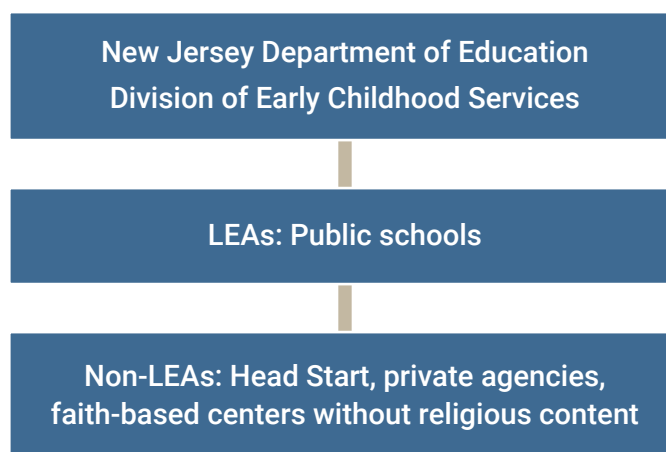 New Jersey Department of Education
Division of Early Childhood Services
LEAs: Public schools
Non-LEAs: Head Start, private agencies,
faith-based centers without religious content